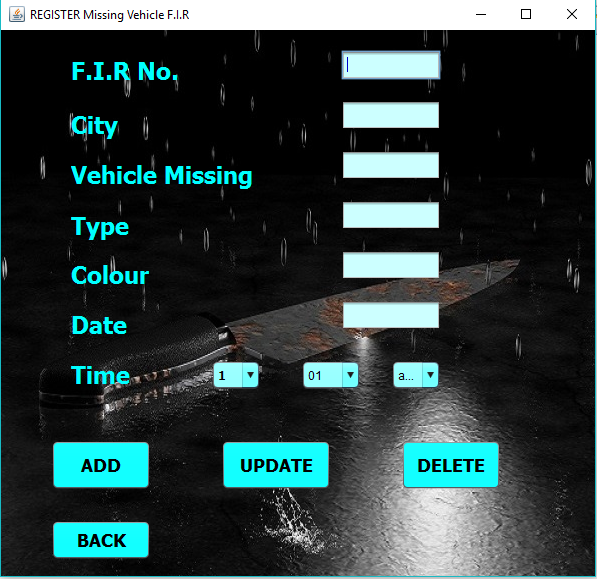 REGISTER Missing Vehicle F.I.R
F.I.R No.
City
Vehicle Missing
Type
Colour
Date
Time 1 01 a...
ADD UPDATE DELETE
BACK